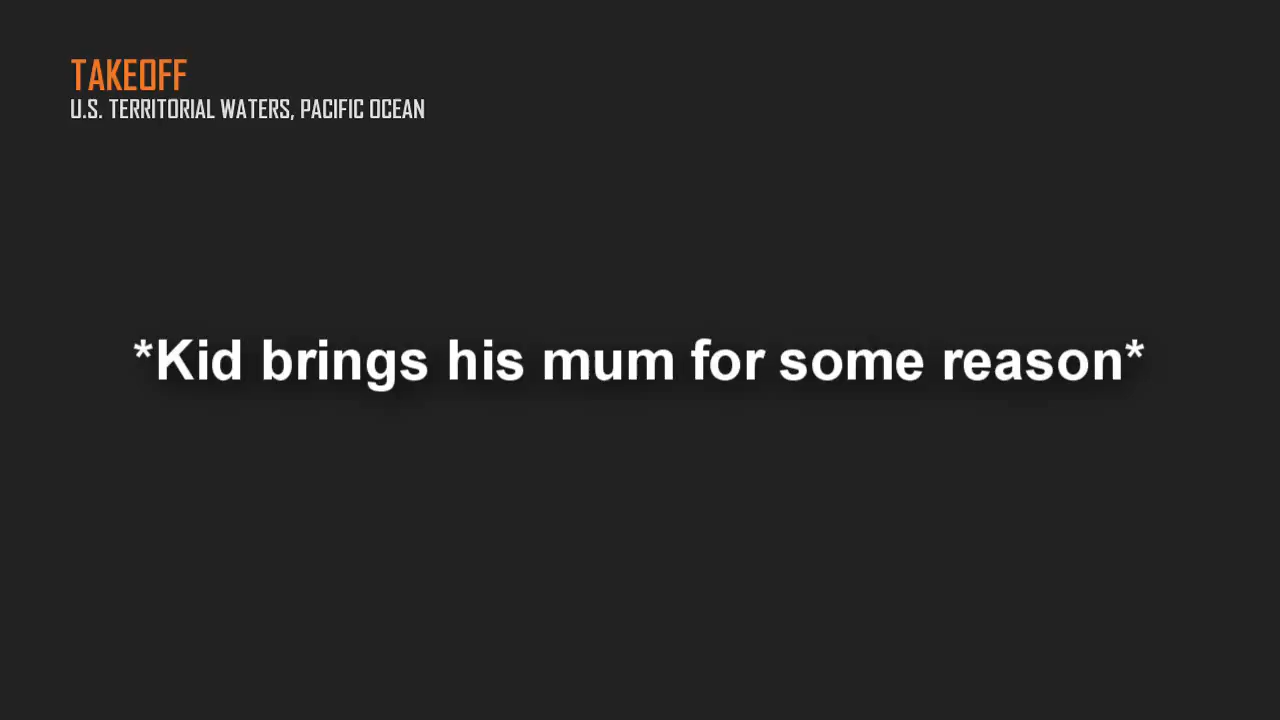 TAKEOFF
U.S. TERRITORIAL WATERS, PACIFIC OCEAN
*Kid brings his mum for some reason*